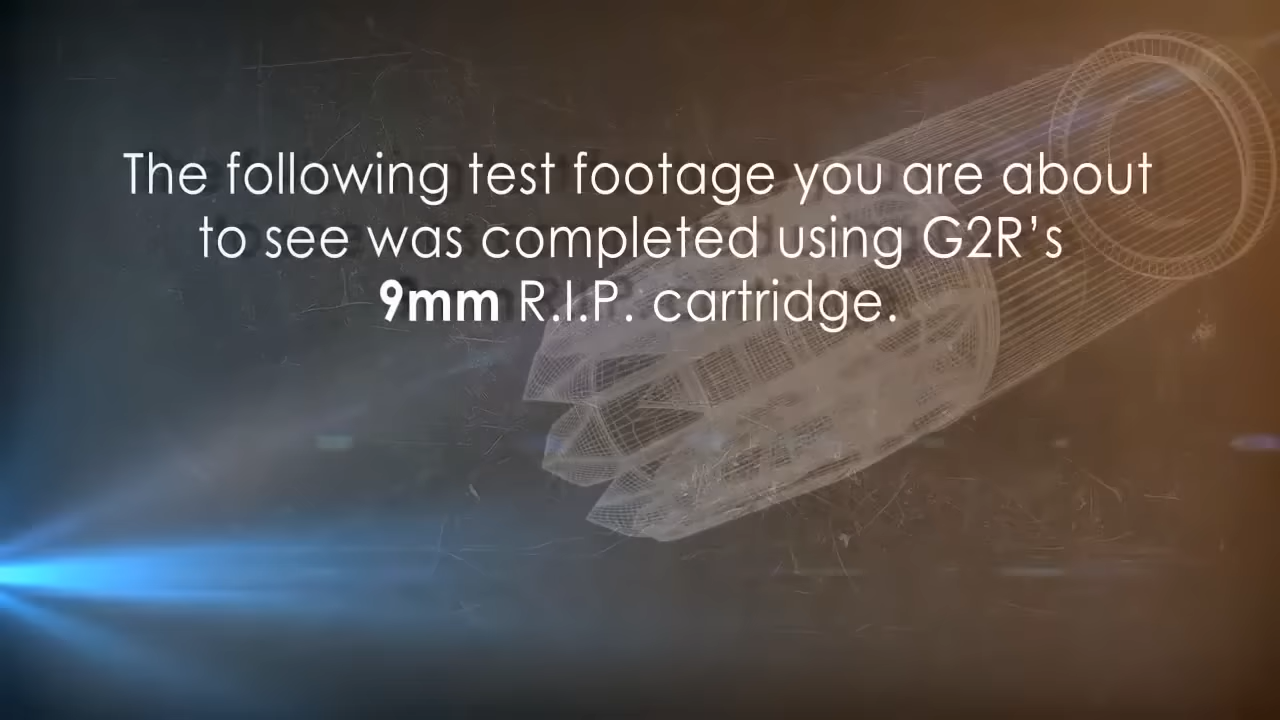 The following test footage you are about
to see was completed using G2R’s
9mm R.I.P. cartridge.